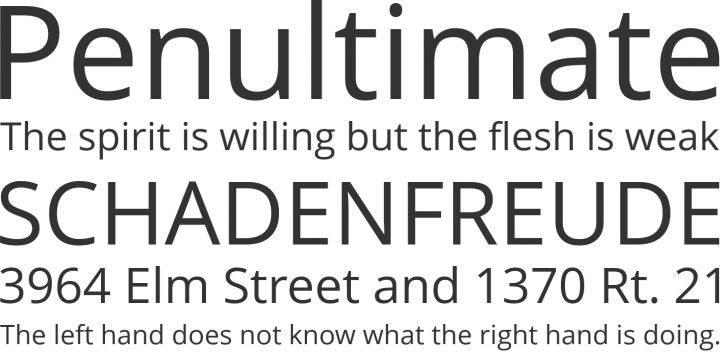 Penultimate
The spirit is willing but the flesh is weak
SCHADENFREUDE
3964 Elm Street and 1370 Rt. 21
The left hand does not know what the right hand is doing.